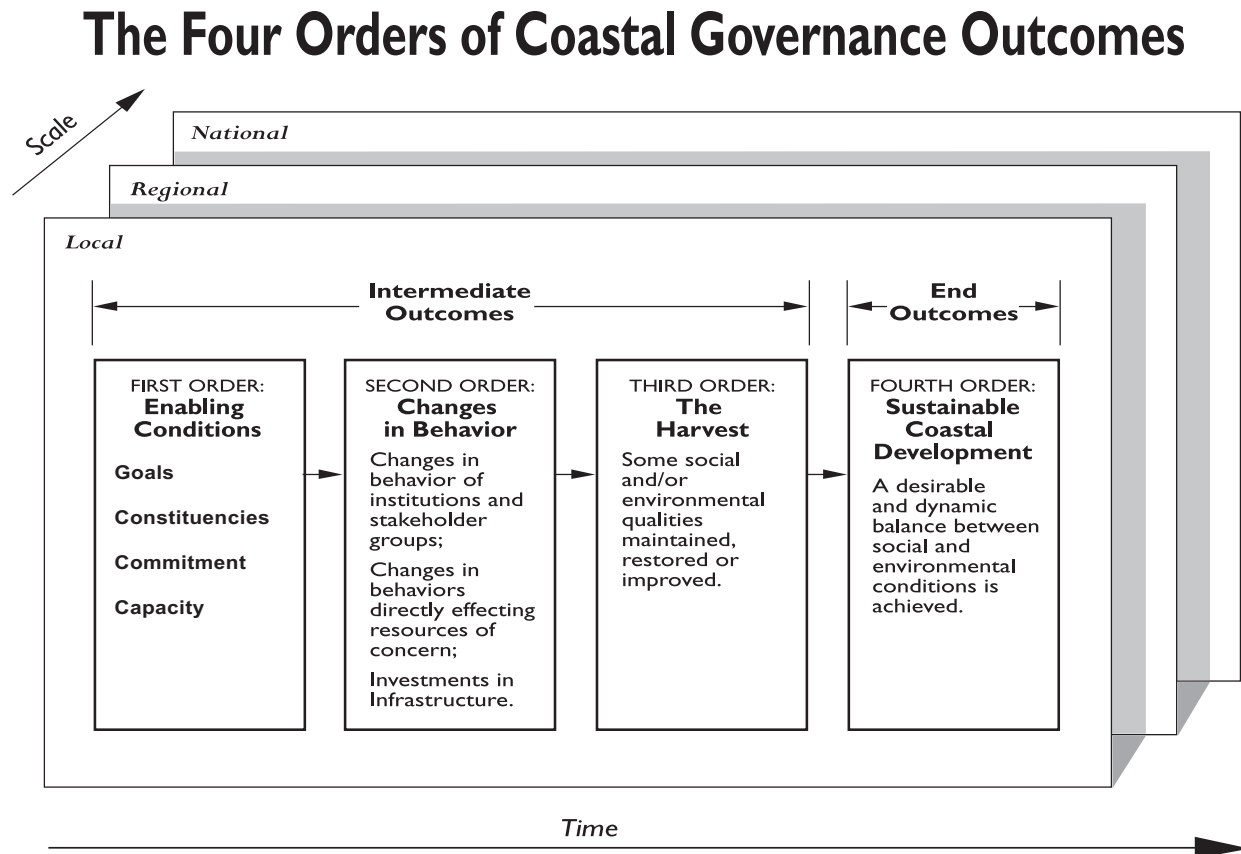 The Four Orders of Coastal Governance Outcomes
Scale
National
Regional
Local
Intermediate
Outcomes
End
Outcomes
FIRST ORDER:
Enabling
Conditions
Goals
Constituencies
Commitment
Capacity
SECOND ORDER:
Changes
in Behavior
Changes in
behavior of
institutions and
stakeholder
groups;
Changes in
behaviors
directly effecting
resources of
concern;
Investments in
Infrastructure.
THIRD ORDER:
The
Harvest
Some social
and/or
environmental
qualities
maintained,
restored or
improved.
FOURTH ORDER:
Sustainable
Coastal
Development
A desirable
and dynamic
balance between
social and
environmental
conditions is
achieved.
Time